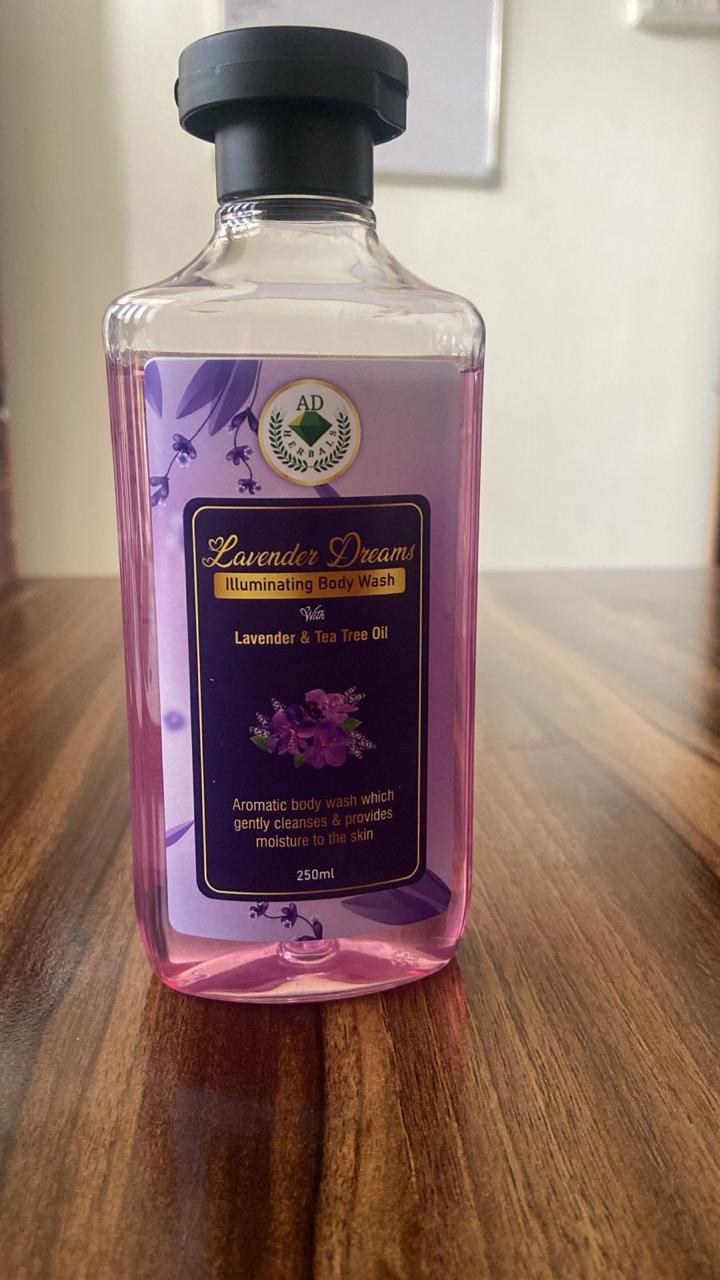 AD
HERBALS
Lavender Dreams
Illuminating Body Wash
With
Lavender & Tea Tree Oil
Aromatic body wash which
gently cleanses & provides
moisture to the skin
250ml